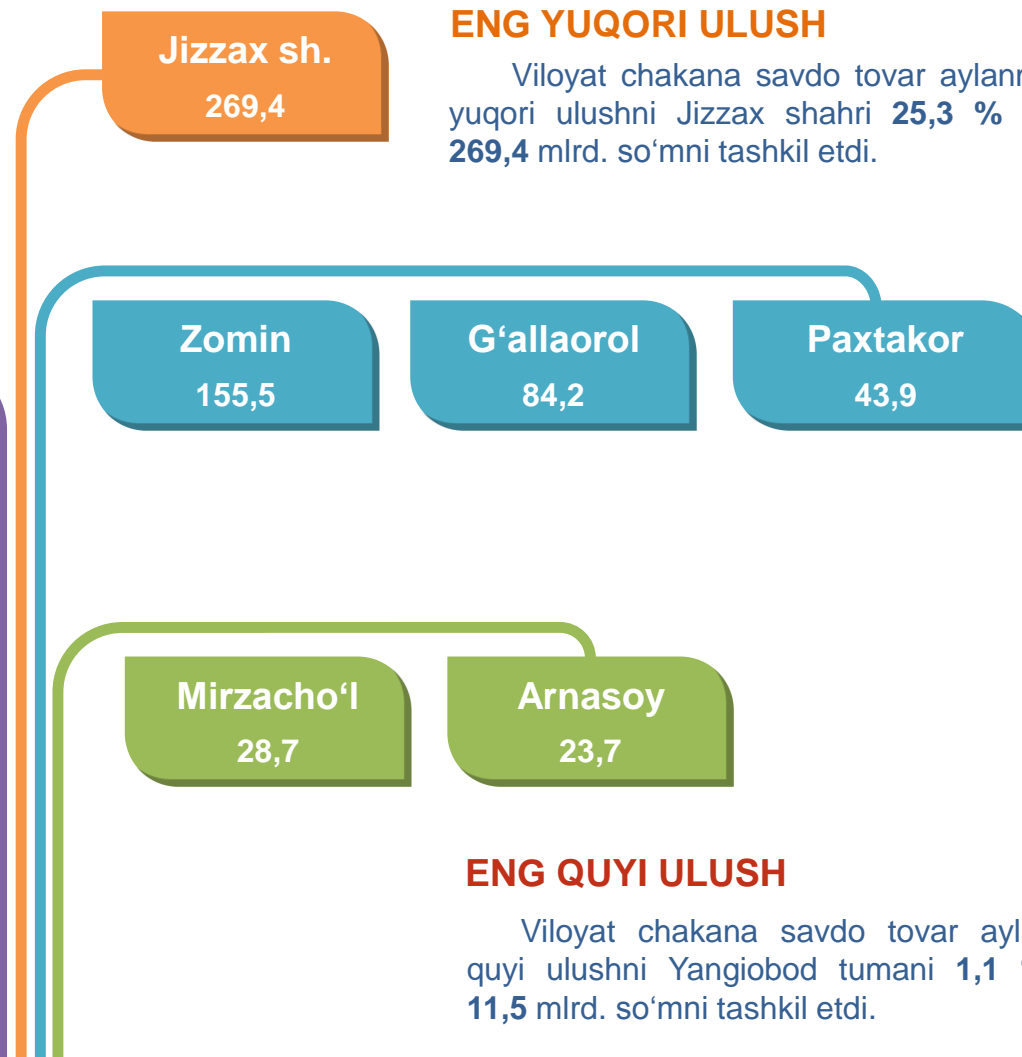 Jizzax sh.
269,4
ENG YUQORI ULUSH
Viloyat chakana savdo tovar
yuqori ulushni Jizzax shahri 25,3 %
269,4 mlrd. so‘mni tashkil etdi.
Zomin
155,5
G‘allaorol
84,2
Paxtakor
43,9
Mirzacho‘l
28,7
Arnasoy
23,7
ENG QUYI ULUSH
Viloyat chakana savdo tovar
quyi ulushni Yangiobod tumani 1,1
11,5 mlrd. so‘mni tashkil etdi.